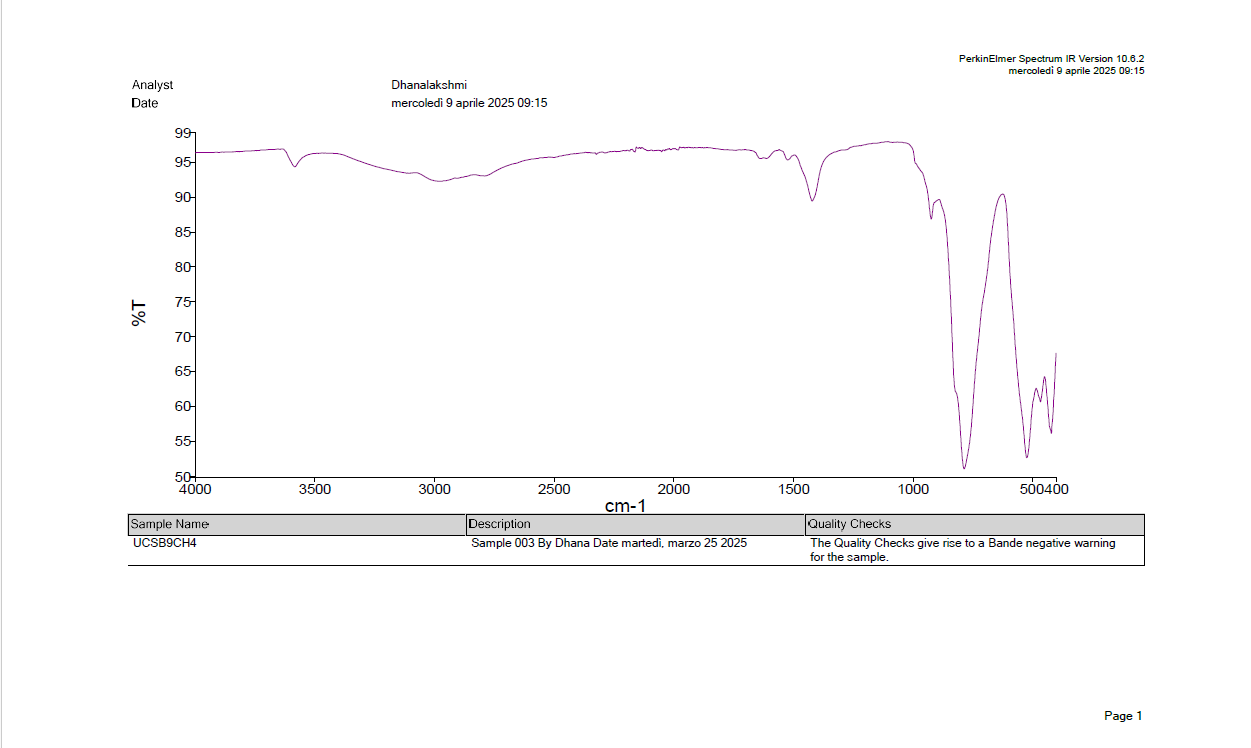 PerkinElmer Spectrum IR Version 10.6.2
mercoledì 9 aprile 2025 09:15
Analyst Dhanalakshmi
Date mercoledì 9 aprile 2025 09:15
99
95
90
85
80
75
70
65
60
55
50
%T
4000 3500 3000 2500 2000 1500 1000 500400
cm-1
Sample Name Description Quality Checks
UCSB9CH4 Sample 003 By Dhana Date martedì, marzo 25 2025 The Quality Checks give rise to a Bande negative warning
for the sample.
Page 1